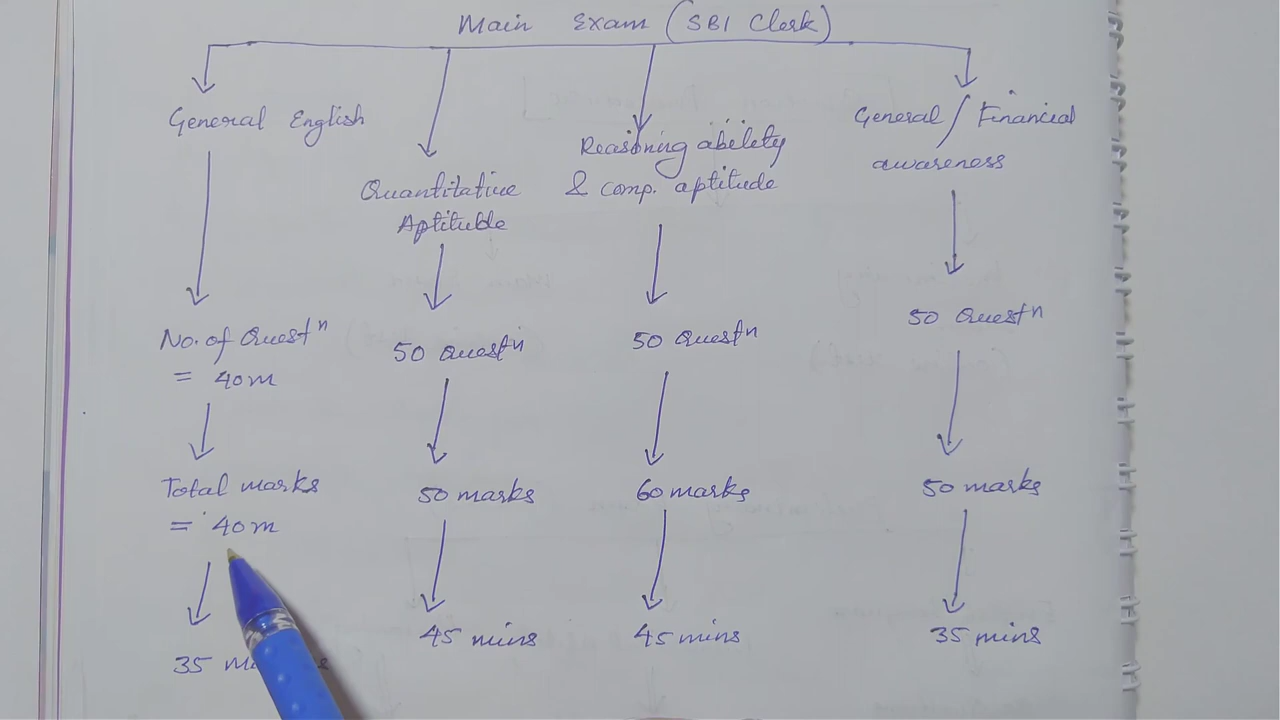 Main Exam (SBI Clerk)
General English
Quantitative
Aptitude
Reasoning ability
& comp. aptitude
General / Financial
awareness
No. of Questⁿ
= 40m
50 Questⁿ
50 Questⁿ
50 Questⁿ
Total marks
= 40m
50 marks
60 marks
50 marks
35
45 mins
45 mins
35 mins